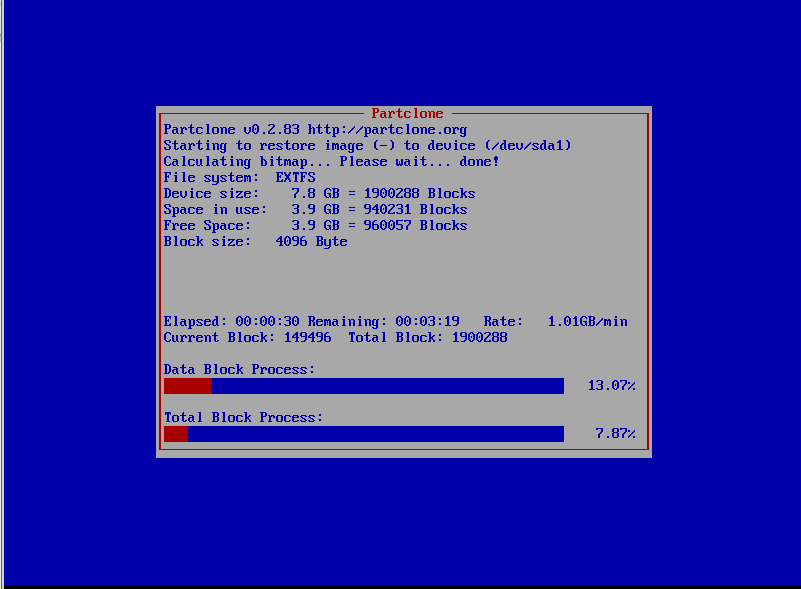 Partclone
Partclone v0.2.83 http://partclone.org
Starting to restore image (-) to device (/dev/sda1)
Calculating bitmap... Please wait... done!
File system:  EXTFS
Device size:    7.8 GB = 1900288 Blocks
Space in use:   3.9 GB = 940231 Blocks
Free Space:     3.9 GB = 960057 Blocks
Block size:   4096 Byte
Elapsed: 00:00:30 Remaining: 00:03:19   Rate:   1.01GB/min
Current Block: 149496  Total Block: 1900288
Data Block Process:
13.07%
Total Block Process:
7.87%